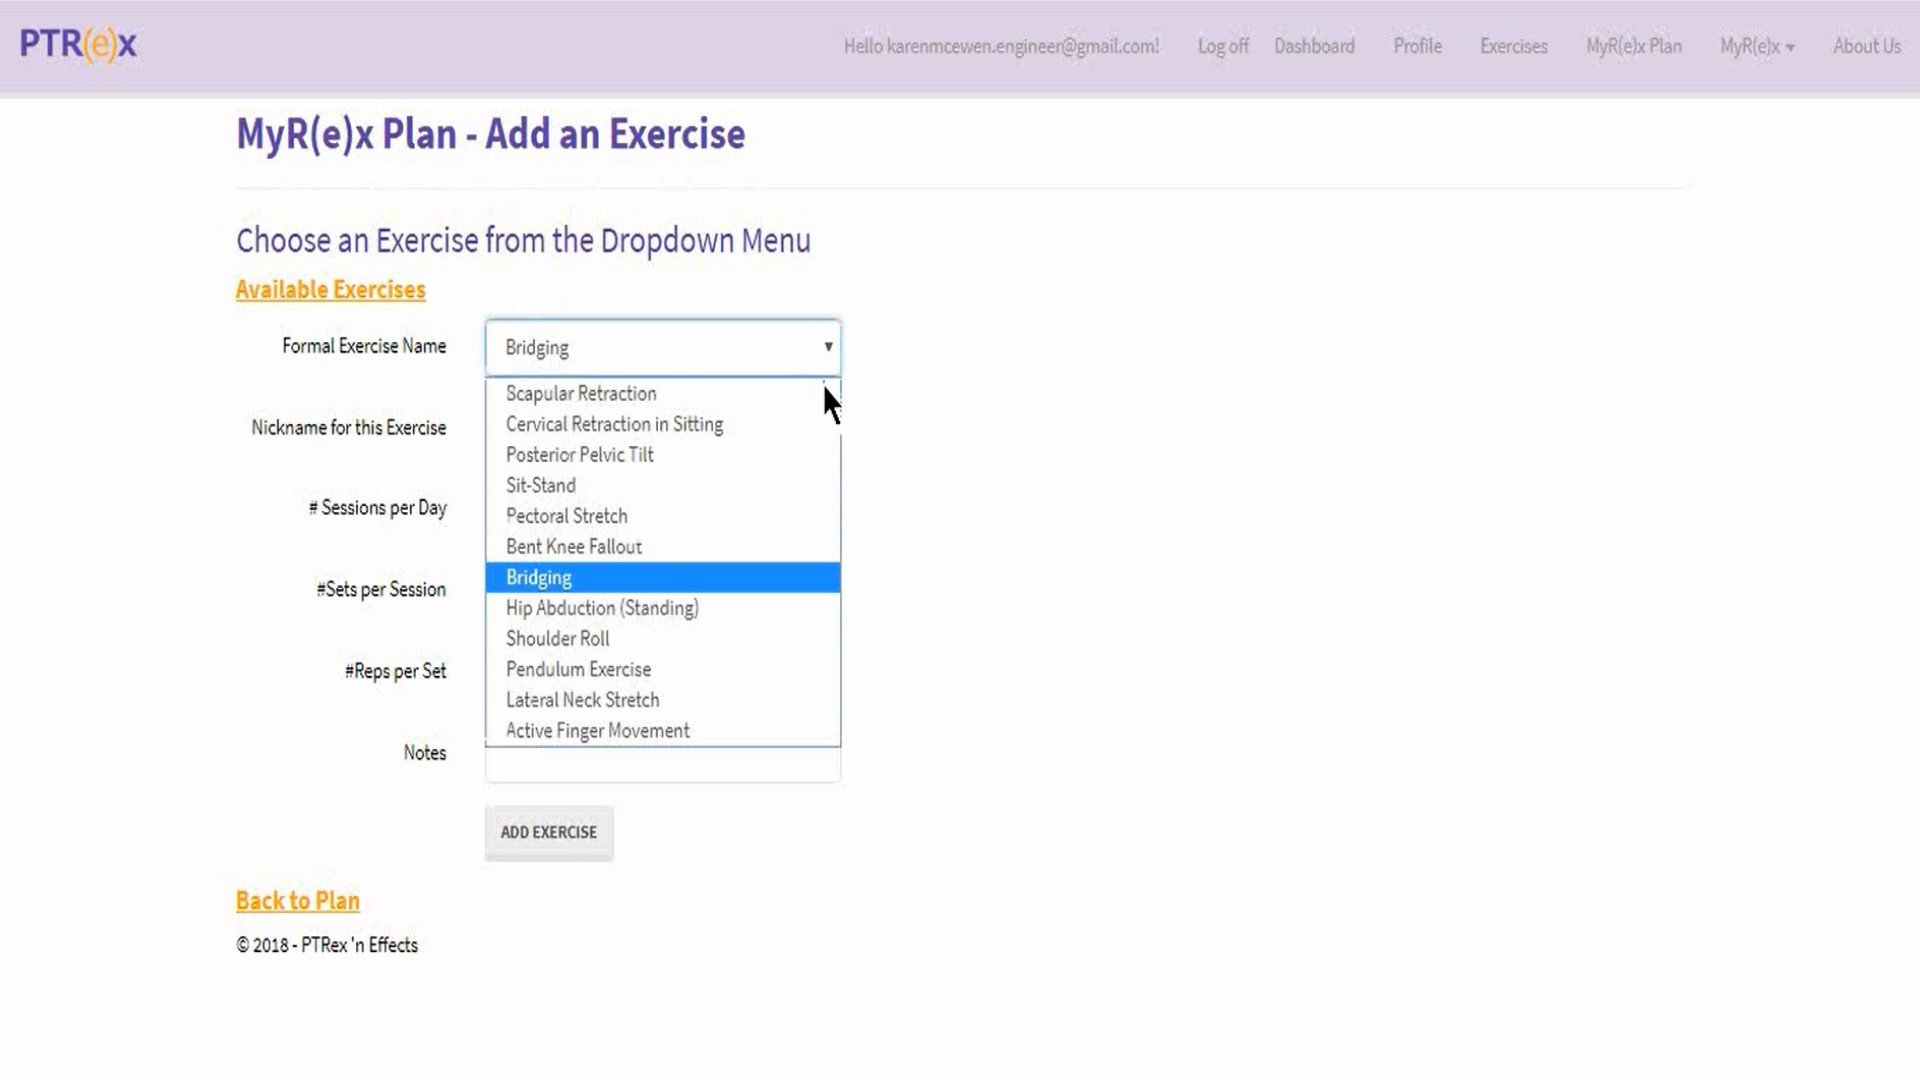 PTR(e)x
Hello karenmcewen.engineer@gmail.com! Log off Dashboard Profile Exercises MyR(e)x Plan MyR(e)x About Us
MyR(e)x Plan - Add an Exercise
Choose an Exercise from the Dropdown Menu
Available Exercises
Formal Exercise Name
Bridging
Scapular Retraction
Cervical Retraction in Sitting
Posterior Pelvic Tilt
Sit-Stand
Pectoral Stretch
Bent Knee Fallout
Bridging
Hip Abduction (Standing)
Shoulder Roll
Pendulum Exercise
Lateral Neck Stretch
Active Finger Movement
Nickname for this Exercise
# Sessions per Day
#Sets per Session
#Reps per Set
Notes
ADD EXERCISE
Back to Plan
© 2018 - PTRex 'n Effects